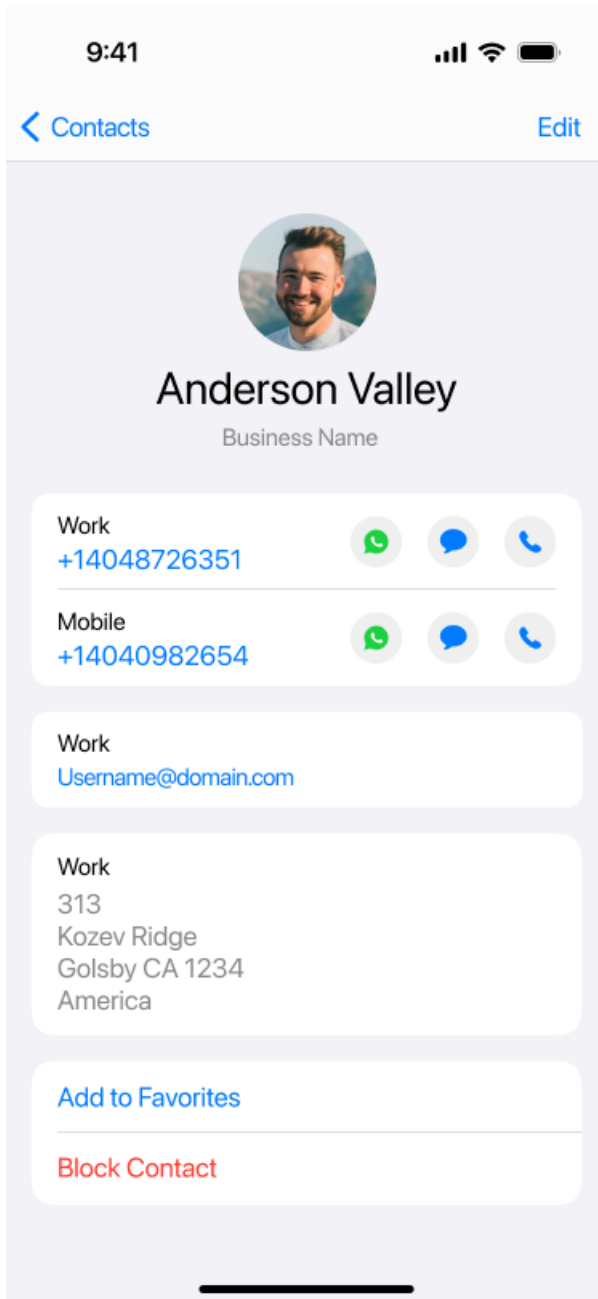 9:41
Contacts
Edit
Anderson Valley
Business Name
Work
+14048726351
Mobile
+14040982654
Work
Username@domain.com
Work
313
Kozev Ridge
Golsby CA 1234
America
Add to Favorites
Block Contact